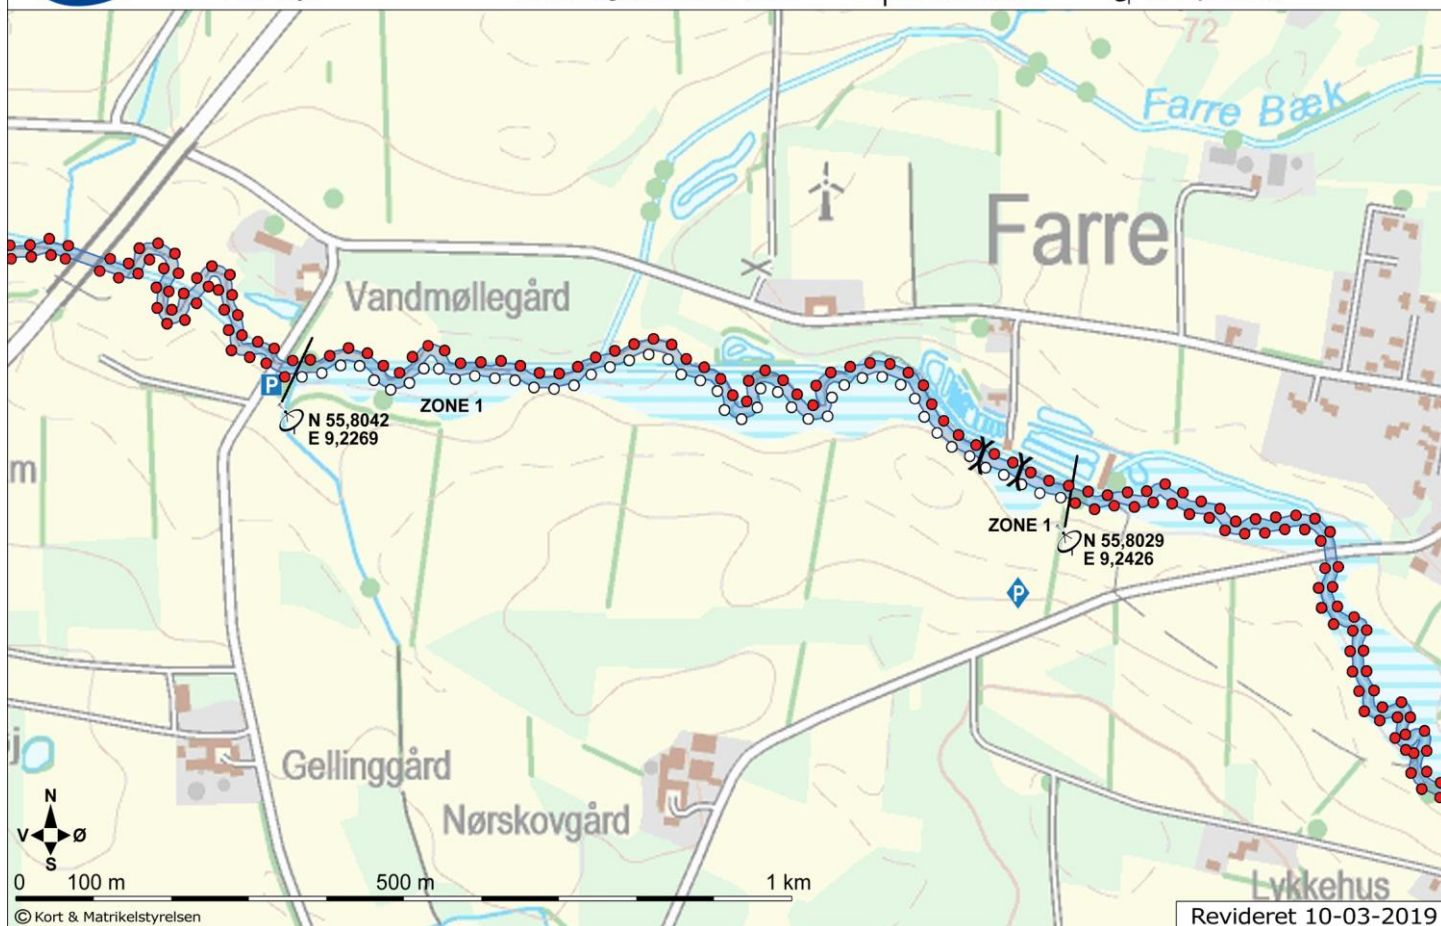 72
Farre Bæk
Farre
Vandmøllegård
P
ZONE 1
N 55,8042
E 9,2269
m
ZONE 1
N 55,8029
E 9,2426
P
Gellinggård
Nørskovgård
N
V Ø
S
0 100 m 500 m 1 km
Lykkehus
© Kort & Matrikelstyrelsen
Revideret 10-03-2019